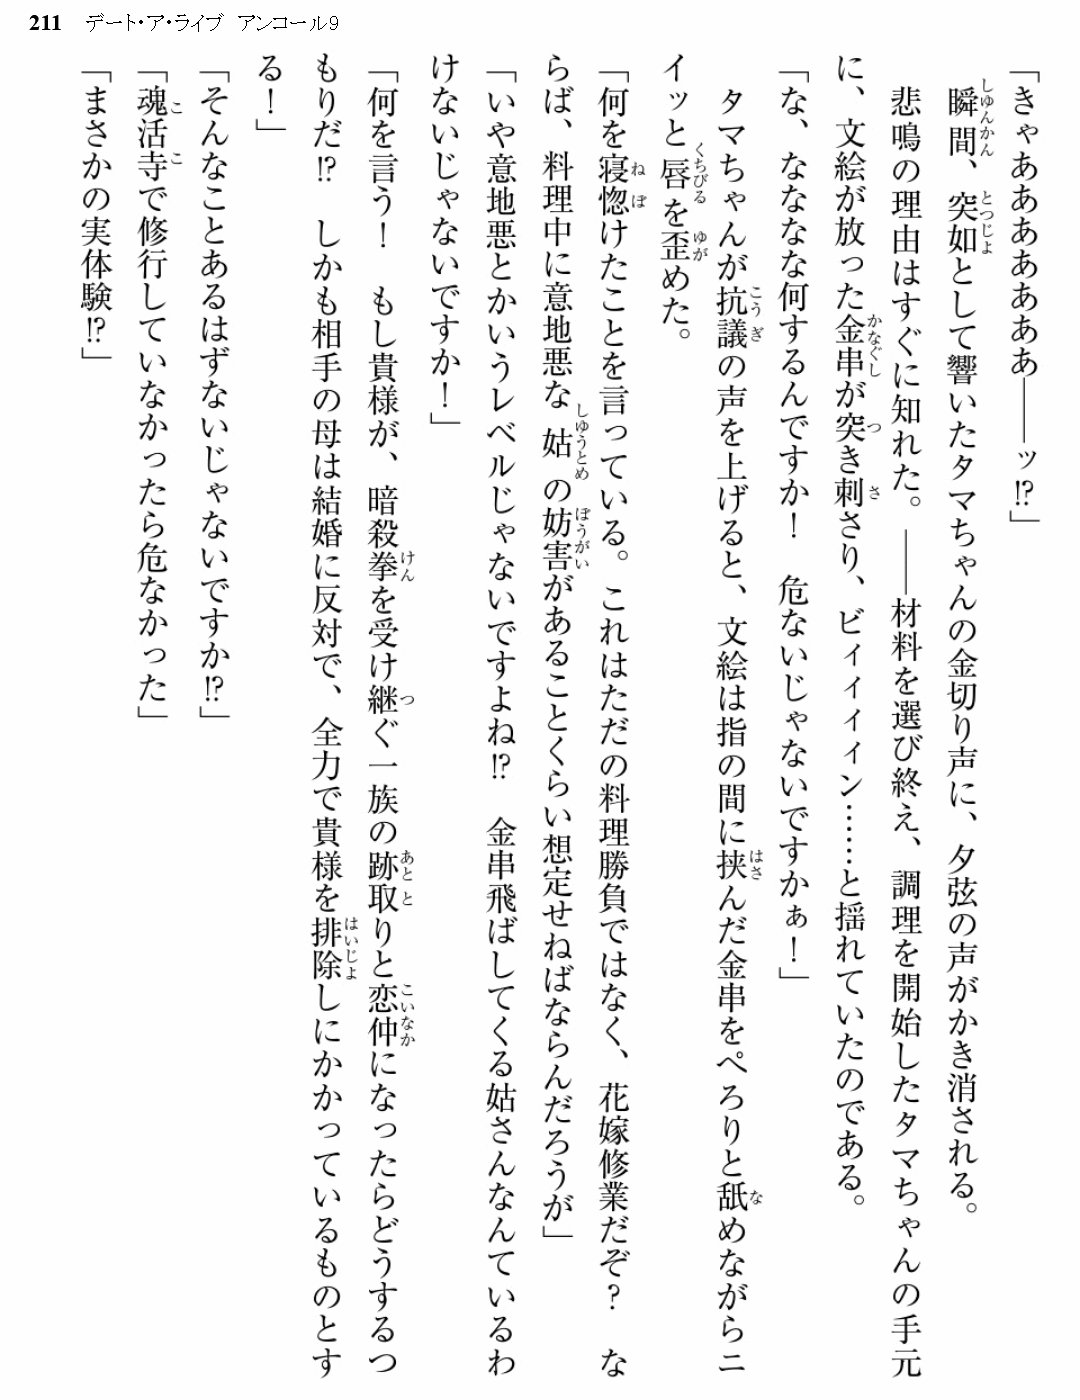 211 デート・ア・ライブ アンコール9
「きゃああああああああ――ッ!?」
　瞬間、突如として響いたタマちゃんの金切り声に、夕弦の声がかき消される。
　悲鳴の理由はすぐに知れた。――材料を選び終え、調理を開始したタマちゃんの手元
に、文絵が放った金串が突き刺さり、ビィィィィン……と揺れていたのである。
「な、なななな何するんですか！　危ないじゃないですかぁ！」
　タマちゃんが抗議の声を上げると、文絵は指の間に挟んだ金串をぺろりと舐めながらニ
イッと唇を歪めた。
「何を寝惚けたことを言っている。これはただの料理勝負ではなく、花嫁修業だぞ？　な
らば、料理中に意地悪な姑の妨害があることくらい想定せねばならんだろうが」
「いや意地悪とかいうレベルじゃないですよね!?　金串飛ばしてくる姑さんなんているわ
けないじゃないですか！」
「何を言う！　もし貴様が、暗殺拳を受け継ぐ一族の跡取りと恋仲になったらどうするつ
もりだ!?　しかも相手の母は結婚に反対で、全力で貴様を排除しにかかっているものとす
る！」
「そんなことあるはずないじゃないですか!?」
「魂活寺で修行していなかったら危なかった」
「まさかの実体験!?」